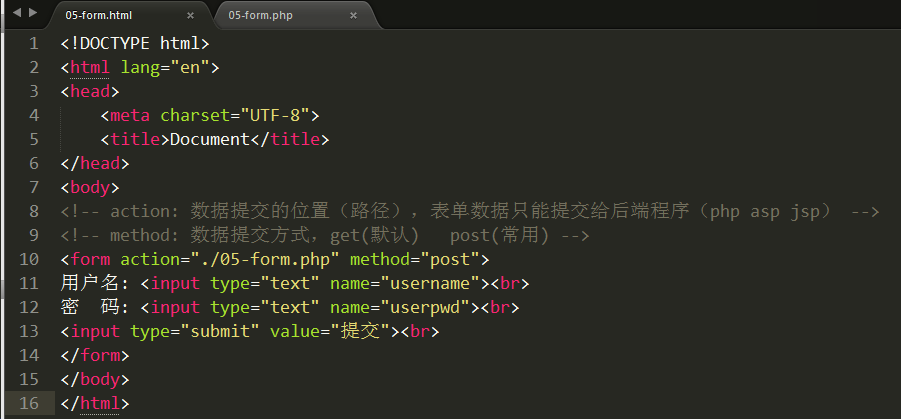 05-form.html × 05-form.php ×
1 <!DOCTYPE html>
2 <html lang="en">
3 <head>
4     <meta charset="UTF-8">
5     <title>Document</title>
6 </head>
7 <body>
8 <!-- action: 数据提交的位置（路径），表单数据只能提交给后端程序（php asp jsp） -->
9 <!-- method: 数据提交方式，get(默认)   post(常用) -->
10 <form action="./05-form.php" method="post">
11 用户名: <input type="text" name="username"><br>
12 密  码: <input type="text" name="userpwd"><br>
13 <input type="submit" value="提交"><br>
14 </form>
15 </body>
16 </html>